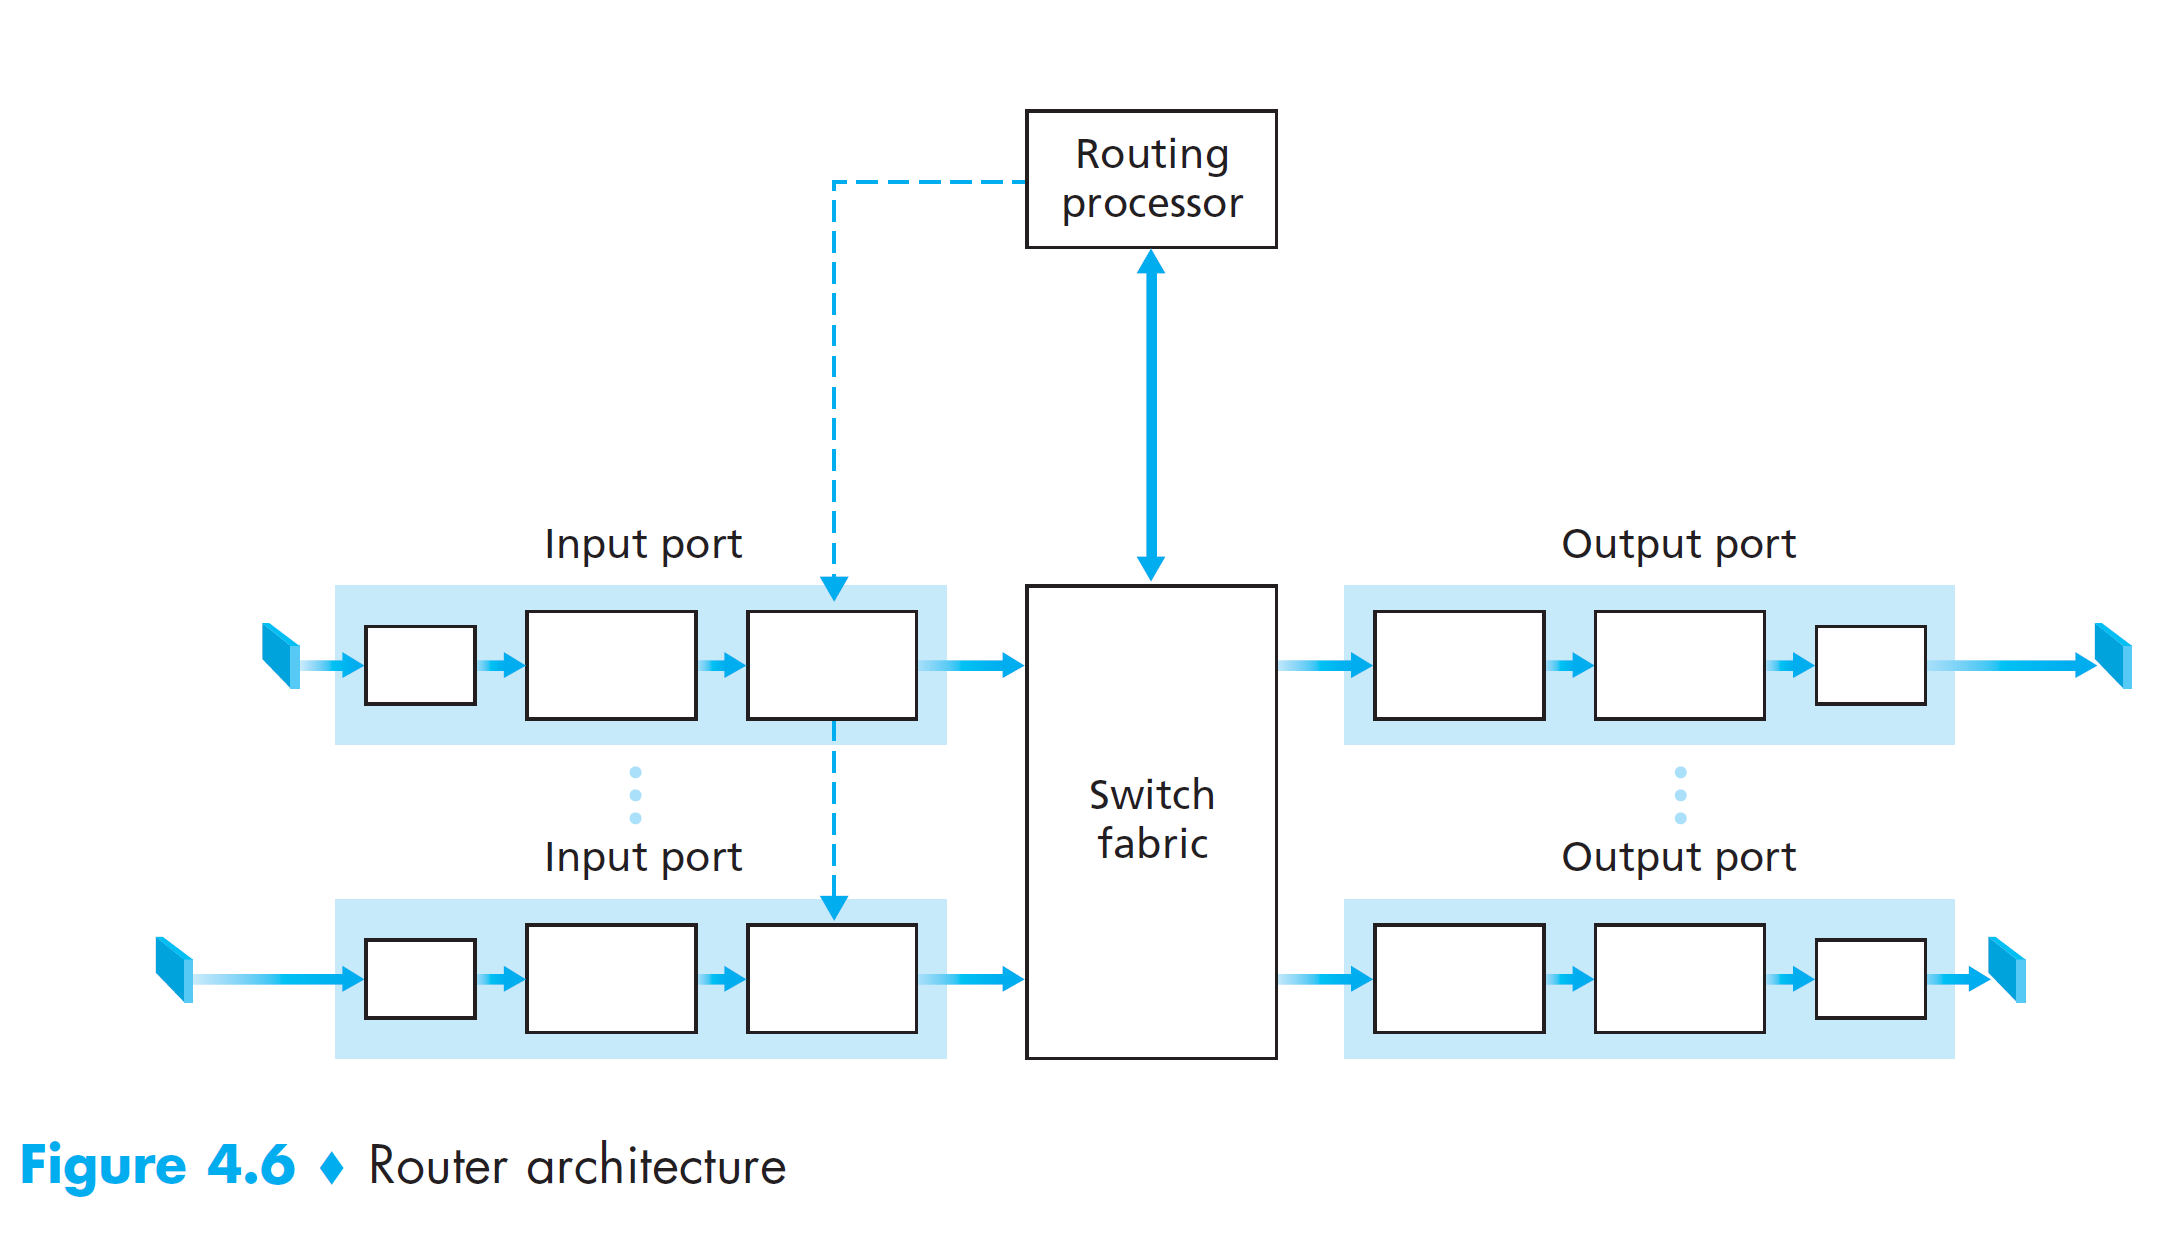 Routing
processor
Input port
Output port
Switch
fabric
Input port
Output port
Figure 4.6 ♦ Router architecture